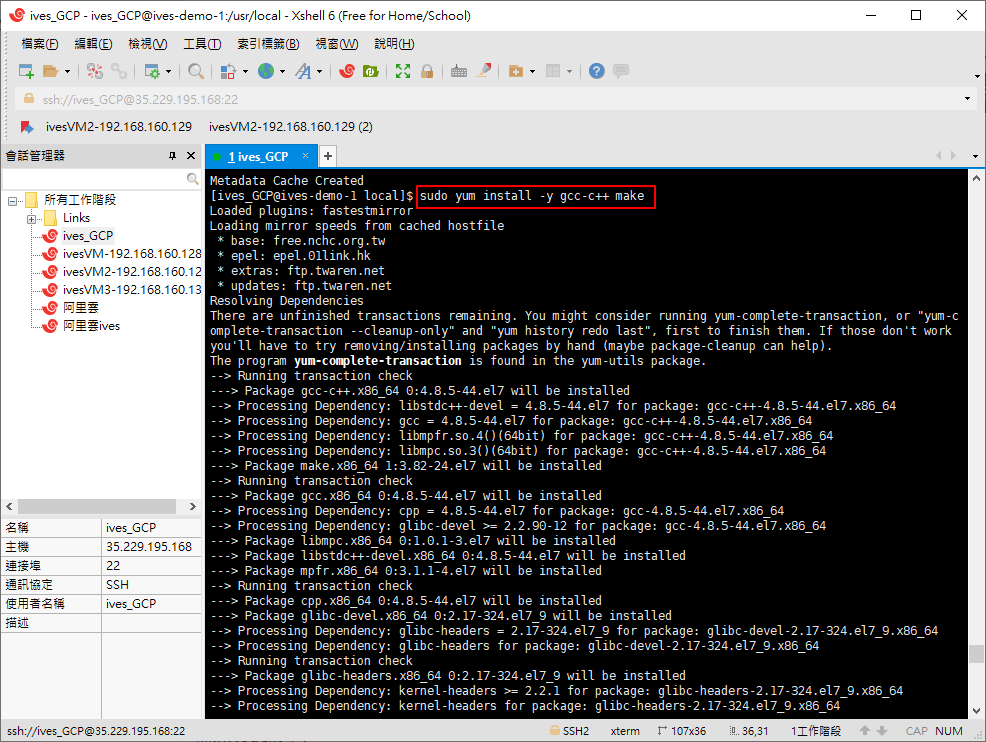 ives_GCP - ives_GCP@ives-demo-1:/usr/local - Xshell 6 (Free for Home/School)
檔案(F) 編輯(E) 檢視(V) 工具(T) 索引標籤(B) 視窗(W) 說明(H)
ssh://ives_GCP@35.229.195.168:22
ivesVM2-192.168.160.129 ivesVM2-192.168.160.129 (2)
會話管理器
所有工作階段
Links
ives_GCP
ivesVM-192.168.160.128
ivesVM2-192.168.160.12
ivesVM3-192.168.160.13
阿里雲
阿里雲ives
名稱 ives_GCP
主機 35.229.195.168
連接埠 22
通訊協定 SSH
使用者名稱 ives_GCP
描述
1 ives_GCP × +
Metadata Cache Created
[ives_GCP@ives-demo-1 local]$ sudo yum install -y gcc-c++ make
Loaded plugins: fastestmirror
Loading mirror speeds from cached hostfile
* base: free.nchc.org.tw
* epel: epel.01link.hk
* extras: ftp.twaren.net
* updates: ftp.twaren.net
Resolving Dependencies
There are unfinished transactions remaining. You might consider running yum-complete-transaction, or "yum-c
omplete-transaction --cleanup-only" and "yum history redo last", first to finish them. If those don't work
you'll have to try removing/installing packages by hand (maybe package-cleanup can help).
The program yum-complete-transaction is found in the yum-utils package.
--> Running transaction check
---> Package gcc-c++.x86_64 0:4.8.5-44.el7 will be installed
--> Processing Dependency: libstdc++-devel = 4.8.5-44.el7 for package: gcc-c++-4.8.5-44.el7.x86_64
--> Processing Dependency: gcc = 4.8.5-44.el7 for package: gcc-c++-4.8.5-44.el7.x86_64
--> Processing Dependency: libmpfr.so.4()(64bit) for package: gcc-c++-4.8.5-44.el7.x86_64
--> Processing Dependency: libmpc.so.3()(64bit) for package: gcc-c++-4.8.5-44.el7.x86_64
---> Package make.x86_64 1:3.82-24.el7 will be installed
--> Running transaction check
---> Package gcc.x86_64 0:4.8.5-44.el7 will be installed
--> Processing Dependency: cpp = 4.8.5-44.el7 for package: gcc-4.8.5-44.el7.x86_64
--> Processing Dependency: glibc-devel >= 2.2.90-12 for package: gcc-4.8.5-44.el7.x86_64
---> Package libmpc.x86_64 0:1.0.1-3.el7 will be installed
---> Package libstdc++-devel.x86_64 0:4.8.5-44.el7 will be installed
---> Package mpfr.x86_64 0:3.1.1-4.el7 will be installed
--> Running transaction check
---> Package cpp.x86_64 0:4.8.5-44.el7 will be installed
---> Package glibc-devel.x86_64 0:2.17-324.el7_9 will be installed
--> Processing Dependency: glibc-headers = 2.17-324.el7_9 for package: glibc-devel-2.17-324.el7_9.x86_64
--> Processing Dependency: glibc-headers for package: glibc-devel-2.17-324.el7_9.x86_64
--> Running transaction check
---> Package glibc-headers.x86_64 0:2.17-324.el7_9 will be installed
--> Processing Dependency: kernel-headers >= 2.2.1 for package: glibc-headers-2.17-324.el7_9.x86_64
--> Processing Dependency: kernel-headers for package: glibc-headers-2.17-324.el7_9.x86_64
ssh://ives_GCP@35.229.195.168:22 SSH2 xterm 107x36 36,31 1工作階段 CAP NUM